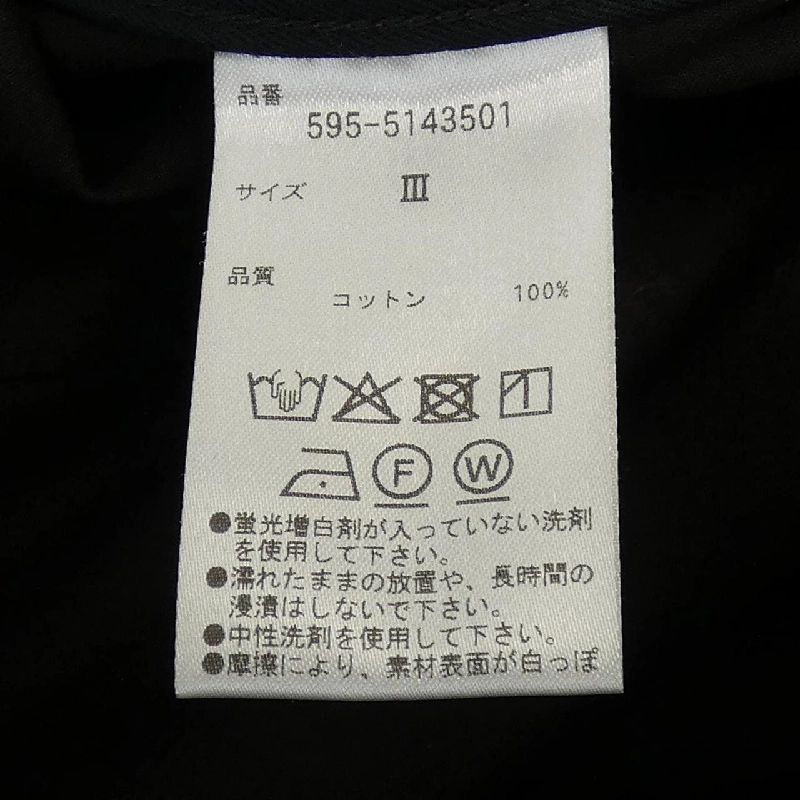 品番
595-5143501
サイズ Ⅲ
品質
コットン 100%
F W
●蛍光増白剤が入っていない洗剤
を使用して下さい。
●濡れたままの放置や、長時間の
浸漬はしないで下さい。
●中性洗剤を使用して下さい。
●摩擦により、素材表面が白っぽ